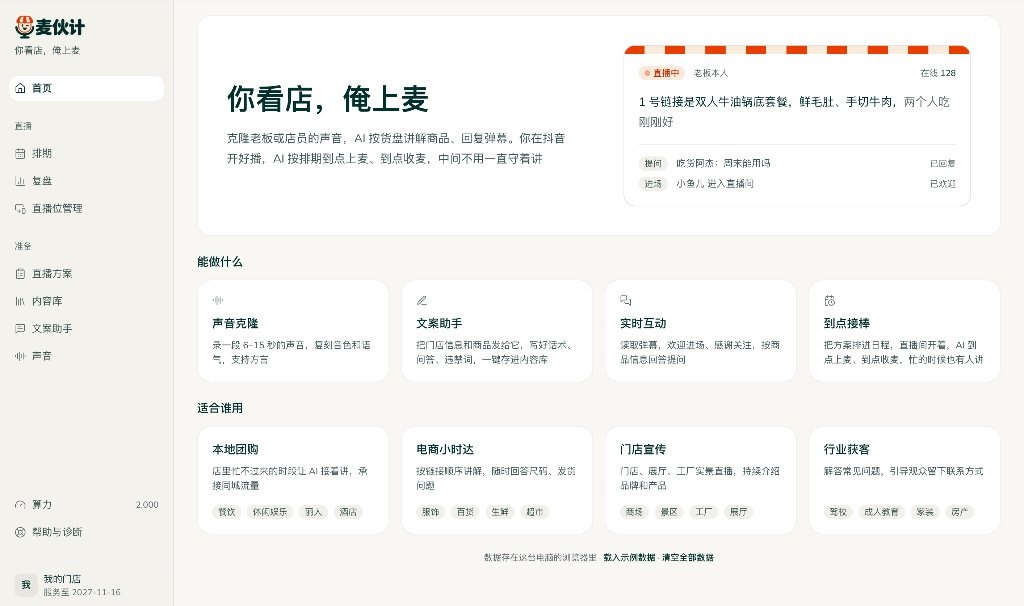 麦伙计
你看店，俺上麦
首页
直播
排期
复盘
直播位管理
准备
直播方案
内容库
文案助手
声音
算力 2,000
帮助与诊断
我 我的门店
服务至 2027-11-16
你看店，俺上麦
克隆老板或店员的声音，AI 按货盘讲解商品、回复弹幕。你在抖音
开好播，AI 按排期到点上麦、到点收麦，中间不用一直守着讲
直播中 老板本人 在线 128
1 号链接是双人牛油锅底套餐，鲜毛肚、手切牛肉，两个人吃
刚刚好
提问 吃货阿杰：周末能用吗 已回复
进场 小鱼儿 进入直播间 已欢迎
能做什么
声音克隆
录一段 6–15 秒的声音，复刻音色和语
气，支持方言
文案助手
把门店信息和商品发给它，写好话术、
问答、违禁词，一键存进内容库
实时互动
读取弹幕，欢迎进场、感谢关注，按商
品信息回答提问
到点接棒
把方案排进日程，直播间开着，AI 到
点上麦、到点收麦，忙的时候也有人讲
适合谁用
本地团购
店里忙不过来的时段让 AI 接着讲，承
接同城流量
餐饮 休闲娱乐 丽人 酒店
电商小时达
按链接顺序讲解，随时回答尺码、发货
问题
服饰 百货 生鲜 超市
门店宣传
门店、展厅、工厂实景直播，持续介绍
品牌和产品
商场 景区 工厂 展厅
行业获客
解答常见问题，引导观众留下联系方式
驾校 成人教育 家装 房产
数据存在这台电脑的浏览器里 · 载入示例数据 · 清空全部数据